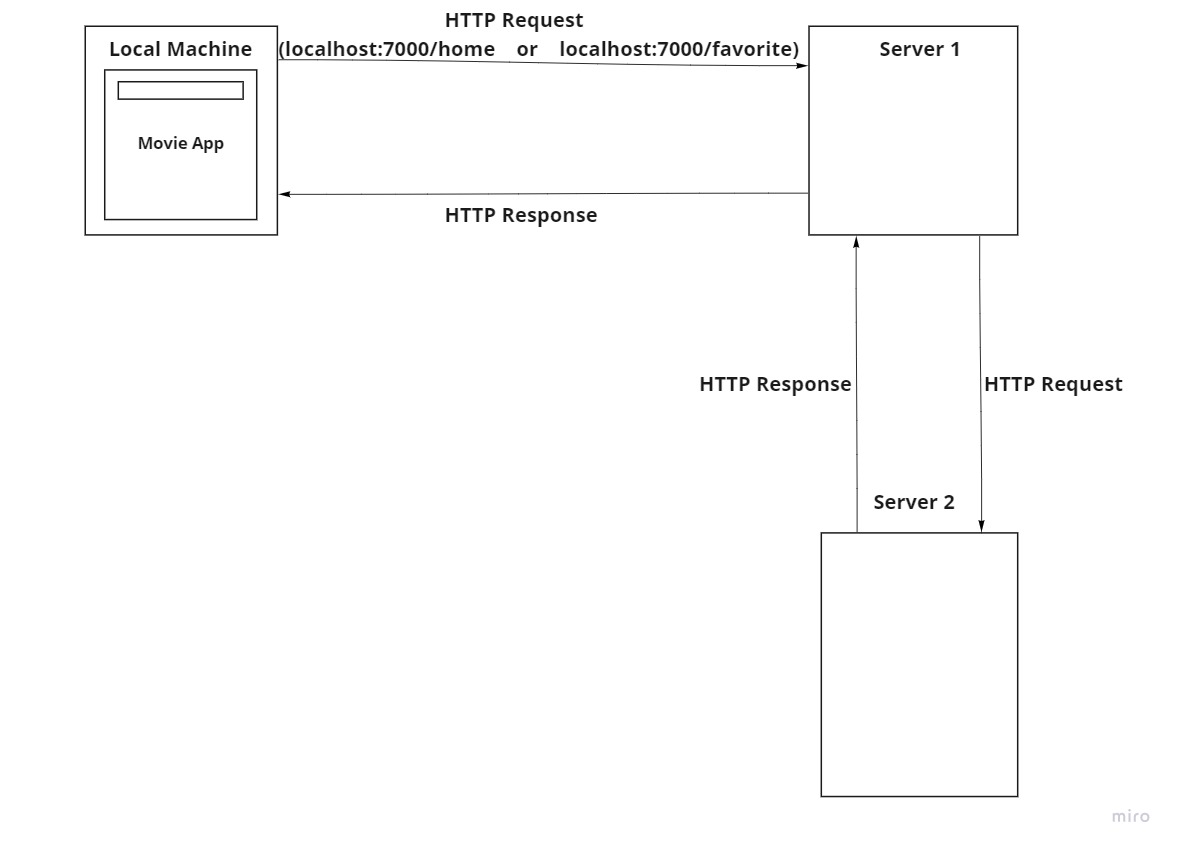 HTTP Request
Local Machine
(localhost:7000/home or localhost:7000/favorite)
Server 1
Movie App
HTTP Response
HTTP Response
HTTP Request
Server 2
miro